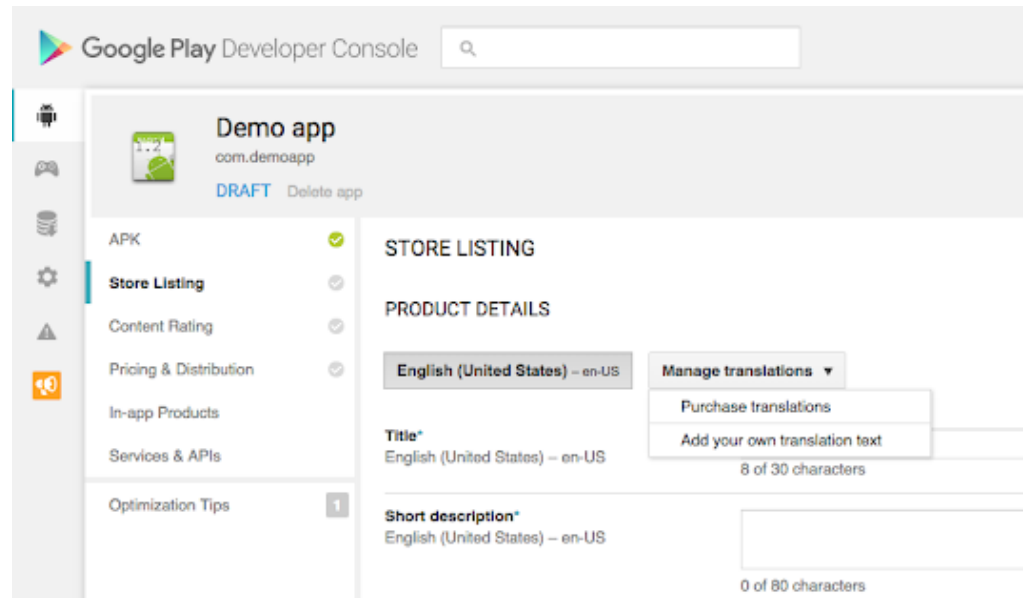 Google Play Developer Console
Demo app
com.demoapp
DRAFT Delete app
APK
Store Listing
Content Rating
Pricing & Distribution
In-app Products
Services & APIs
Optimization Tips 1
STORE LISTING
PRODUCT DETAILS
English (United States) – en-US Manage translations ▼
Purchase translations
Add your own translation text
Title*
English (United States) – en-US
8 of 30 characters
Short description*
English (United States) – en-US
0 of 80 characters